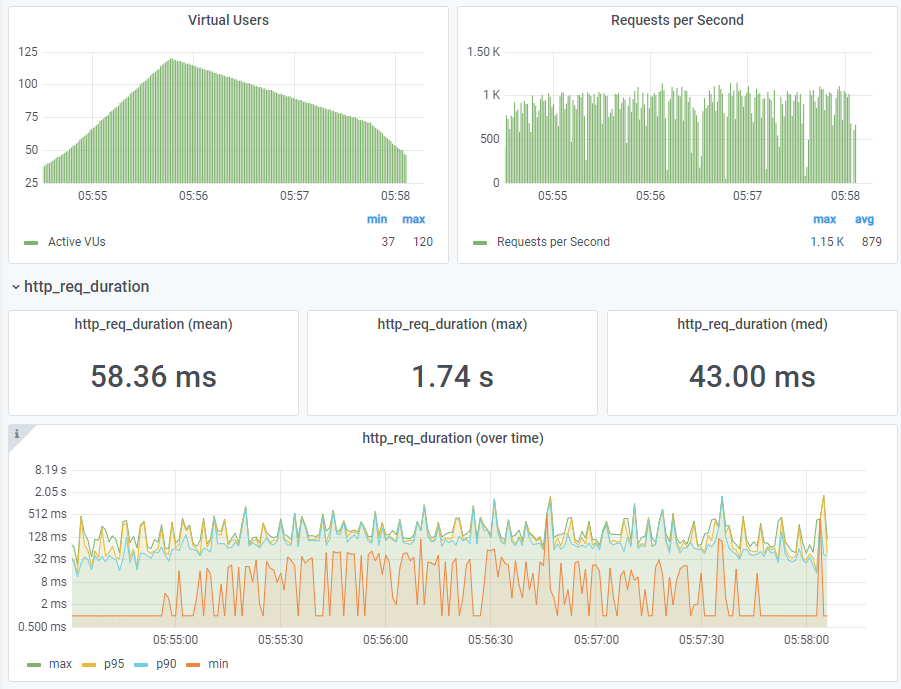 Virtual Users
125
100
75
50
25
05:55 05:56 05:57 05:58
min max
Active VUs 37 120
Requests per Second
1.50 K
1 K
500
0
05:55 05:56 05:57 05:58
max avg
Requests per Second 1.15 K 879
http_req_duration
http_req_duration (mean)
58.36 ms
http_req_duration (max)
1.74 s
http_req_duration (med)
43.00 ms
i
http_req_duration (over time)
8.19 s
2.05 s
512 ms
128 ms
32 ms
8 ms
2 ms
0.500 ms
05:55:00 05:55:30 05:56:00 05:56:30 05:57:00 05:57:30 05:58:00
max p95 p90 min